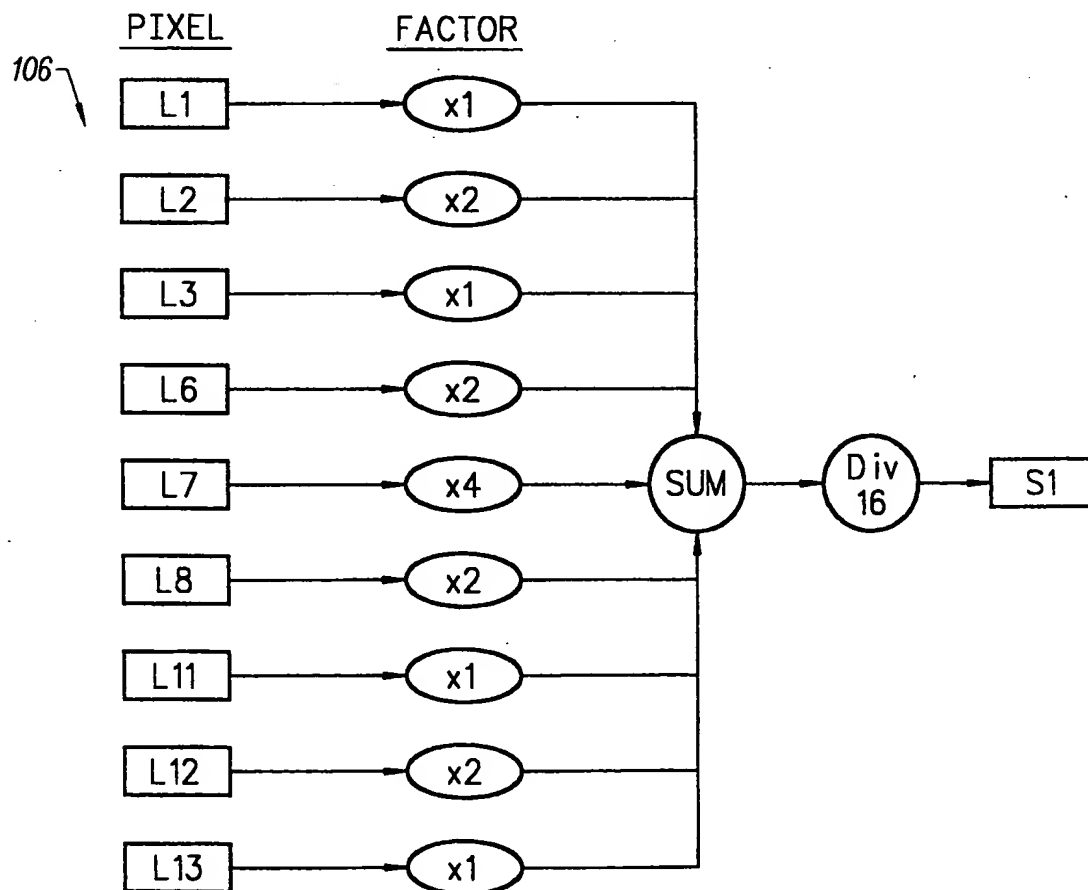 PIXEL FACTOR
106
L1 x1
L2 x2
L3 x1
L6 x2
L7 x4 SUM Div 16 S1
L8 x2
L11 x1
L12 x2
L13 x1